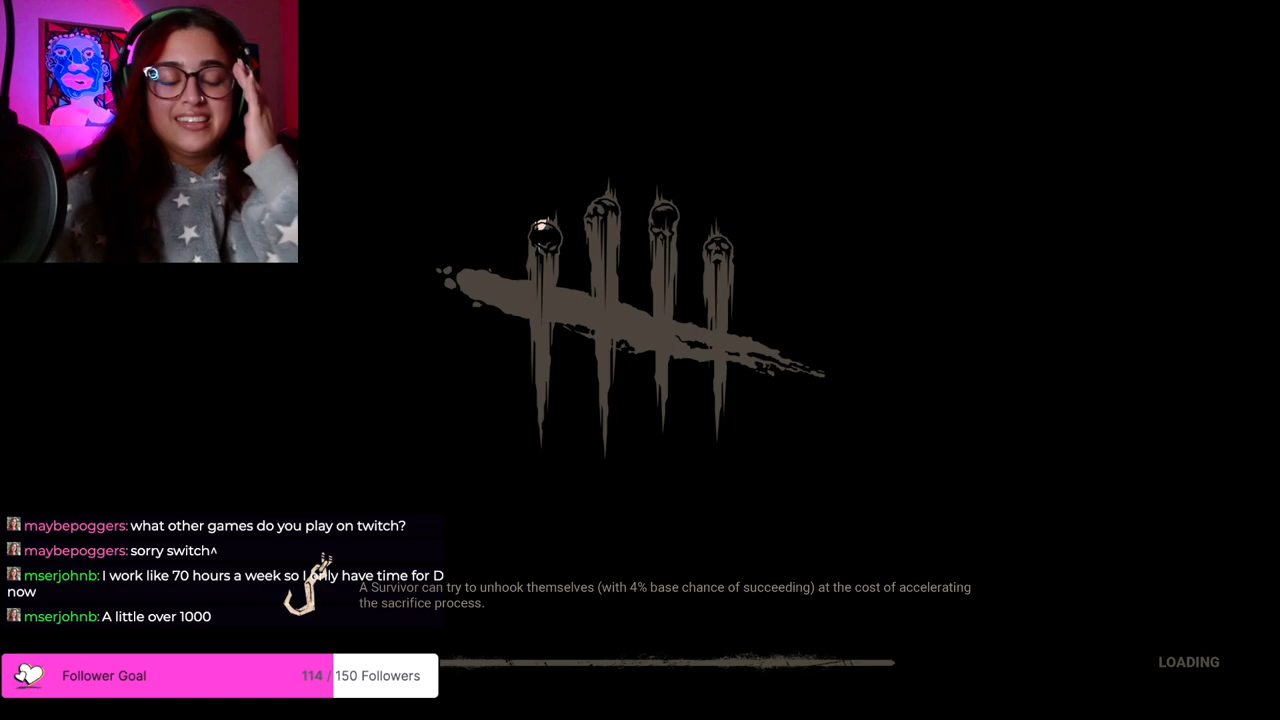 maybepoggers: what other games do you play on twitch?
maybepoggers: sorry switch^
mserjohnb: I work like 70 hours a week so I only have time for D
now
mserjohnb: A little over 1000
A Survivor can try to unhook themselves (with 4% base chance of succeeding) at the cost of accelerating
the sacrifice process.
Follower Goal 114 / 150 Followers
LOADING